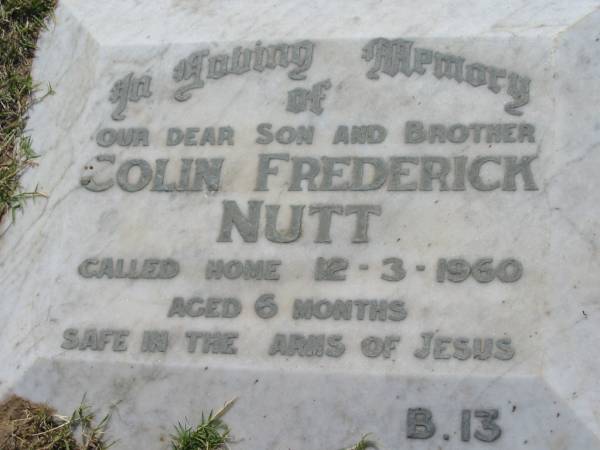 In Loving Memory
of
OUR DEAR SON AND BROTHER
COLIN FREDERICK
NUTT
CALLED HOME 12-3-1960
AGED 6 MONTHS
SAFE IN THE ARMS OF JESUS
B.13